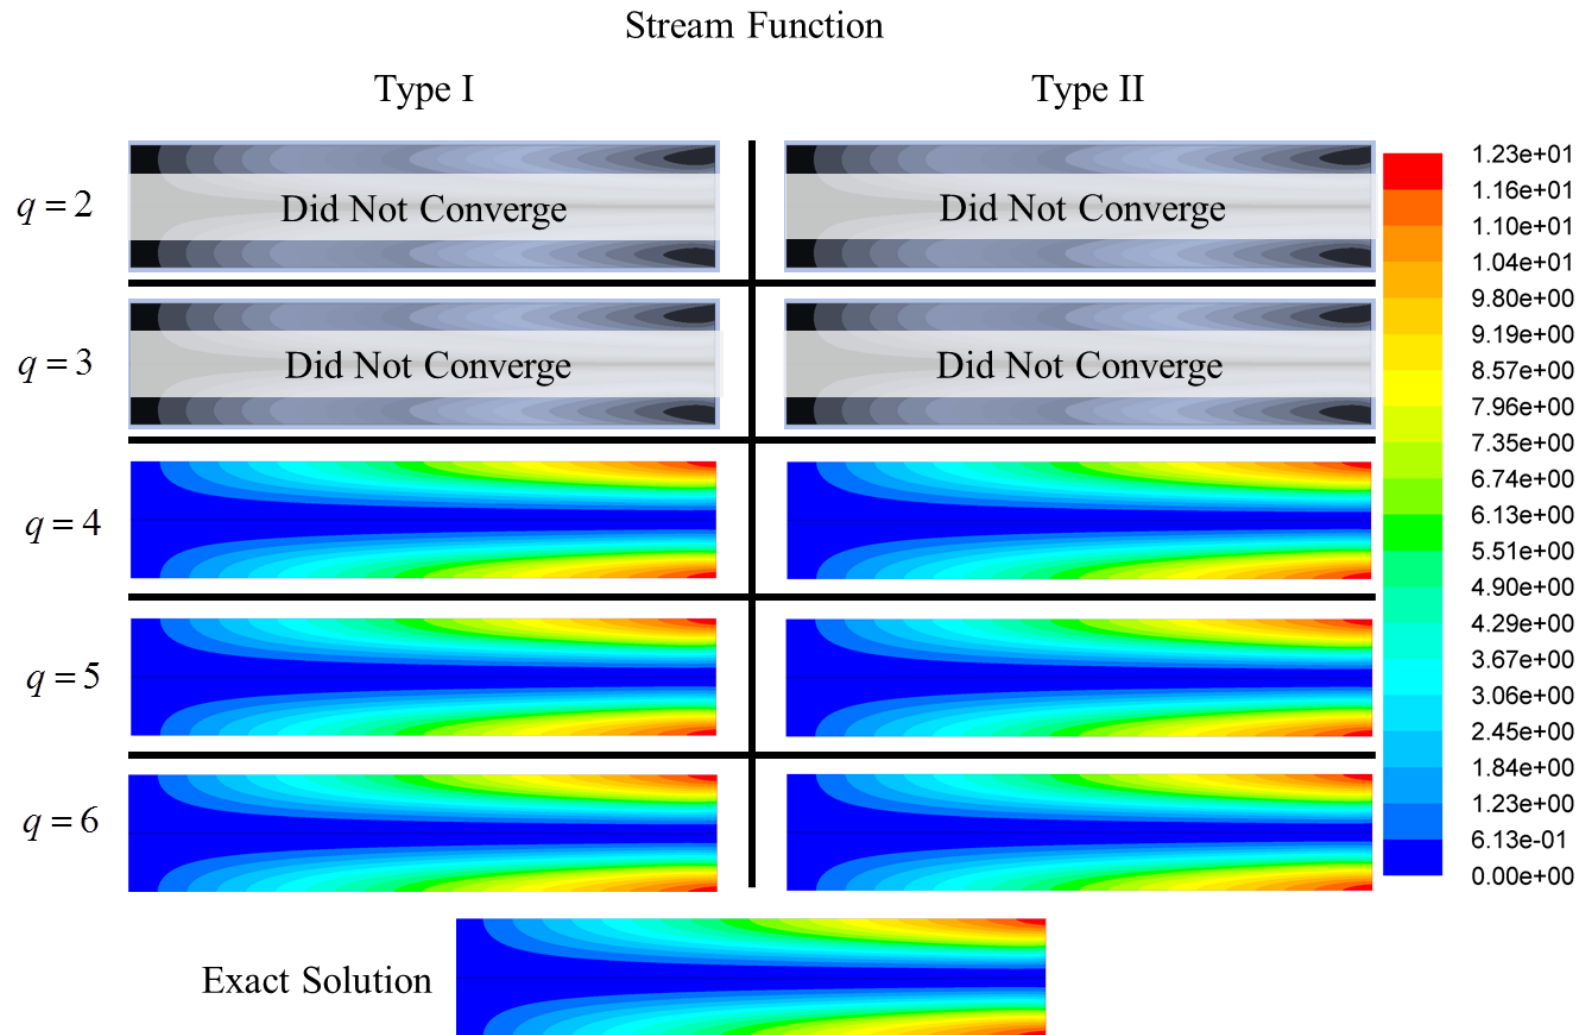 Stream Function
Type I
Type II
q = 2
Did Not Converge
Did Not Converge
q = 3
Did Not Converge
Did Not Converge
q = 4
q = 5
q = 6
Exact Solution
1.23e+01
1.16e+01
1.10e+01
1.04e+01
9.80e+00
9.19e+00
8.57e+00
7.96e+00
7.35e+00
6.74e+00
6.13e+00
5.51e+00
4.90e+00
4.29e+00
3.67e+00
3.06e+00
2.45e+00
1.84e+00
1.23e+00
6.13e-01
0.00e+00